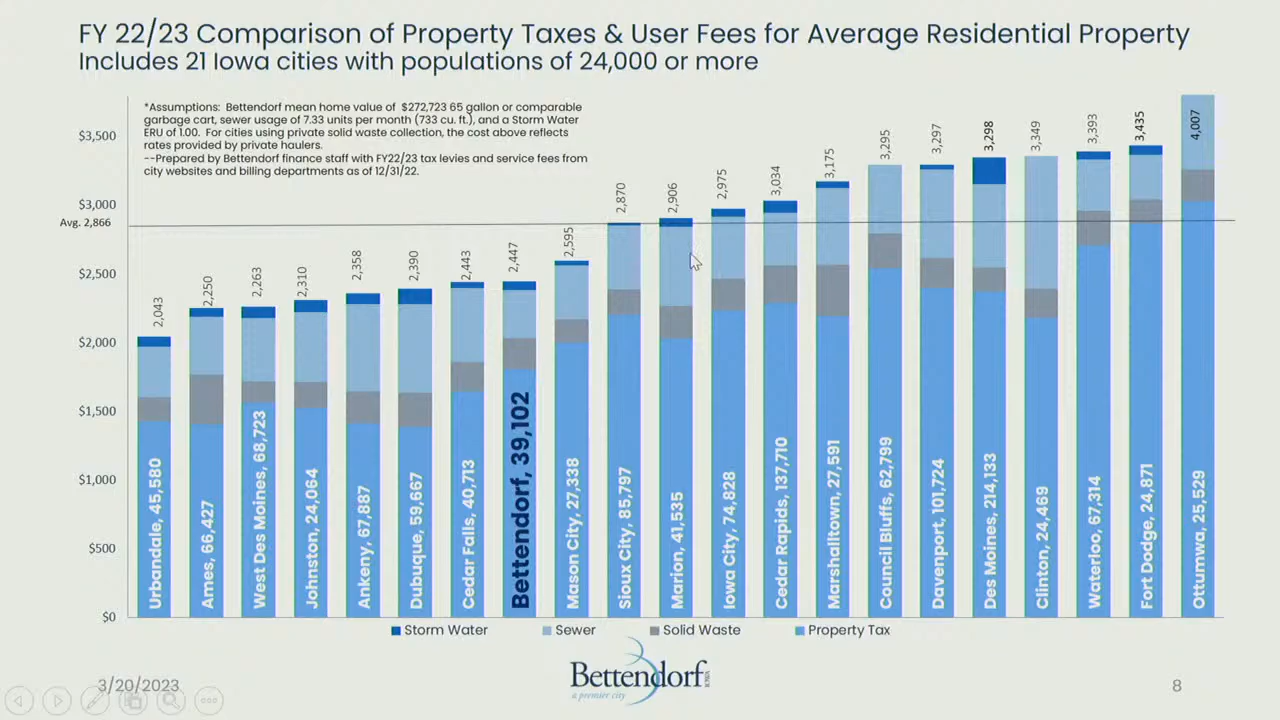 FY 22/23 Comparison of Property Taxes & User Fees for Average Residential Property
Includes 21 Iowa cities with populations of 24,000 or more
*Assumptions: Bettendorf mean home value of $272,723 65 gallon or comparable
garbage cart, sewer usage of 7.33 units per month (733 cu. ft.), and a Storm Water
ERU of 1.00. For cities using private solid waste collection, the cost above reflects
rates provided by private haulers.
--Prepared by Bettendorf finance staff with FY22/23 tax levies and service fees from
city websites and billing departments as of 12/31/22.
$3,500
$3,000
Avg. 2,866
$2,500
$2,000
$1,500
$1,000
$500
$0
2,043
2,250
2,263
2,310
2,358
2,390
2,443
2,447
2,595
2,870
2,906
2,975
3,034
3,175
3,295
3,297
3,298
3,349
3,393
3,435
4,007
Urbandale, 45,580
Ames, 66,427
West Des Moines, 68,723
Johnston, 24,064
Ankeny, 67,887
Dubuque, 59,667
Cedar Falls, 40,713
Bettendorf, 39,102
Mason City, 27,338
Sioux City, 85,797
Marion, 41,535
Iowa City, 74,828
Cedar Rapids, 137,710
Marshalltown, 27,591
Council Bluffs, 62,799
Davenport, 101,724
Des Moines, 214,133
Clinton, 24,469
Waterloo, 67,314
Fort Dodge, 24,871
Ottumwa, 25,529
Storm Water
Sewer
Solid Waste
Property Tax
Bettendorf
IOWA
a premier city
3/20/2023
8